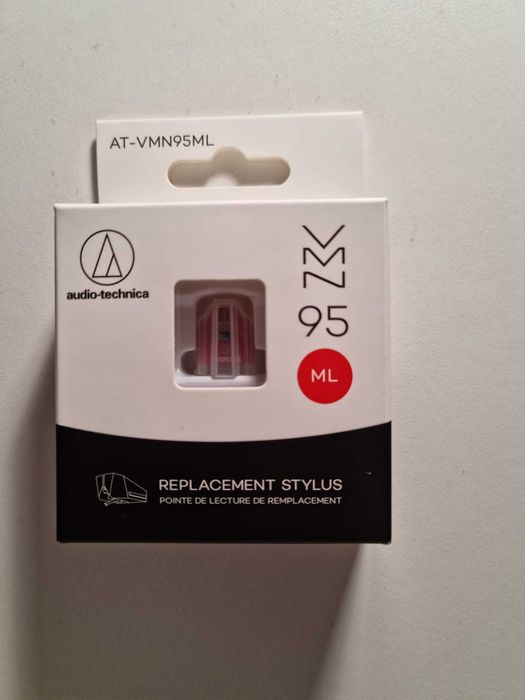 AT-VMN95ML
audio-technica
VMN
95
ML
REPLACEMENT STYLUS
POINTE DE LECTURE DE REMPLACEMENT